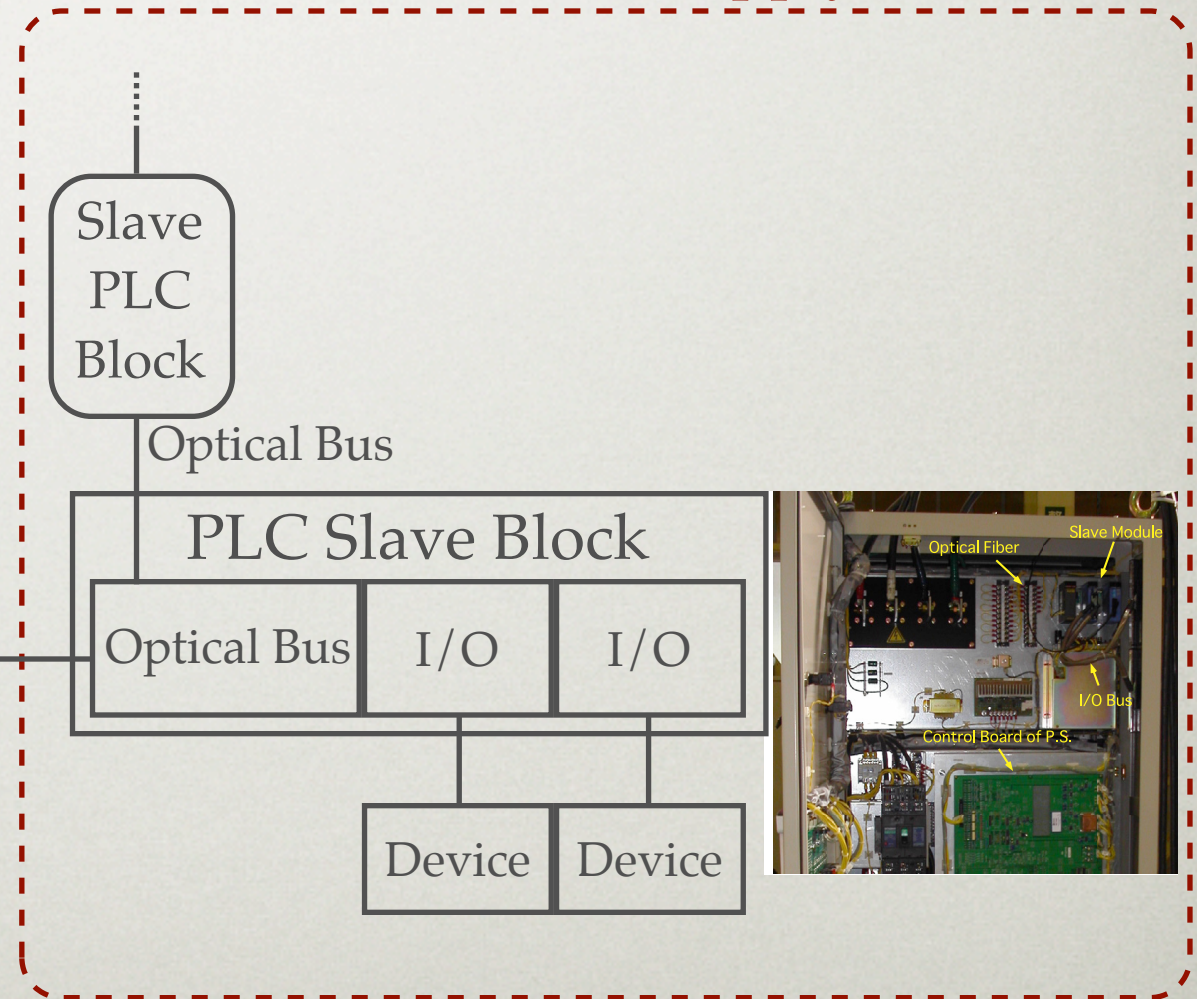 Slave
PLC
Block
Optical Bus
PLC Slave Block
Optical Bus
I/O
I/O
Device
Device
Optical Fiber
Slave Module
I/O Bus
Control Board of P.S.